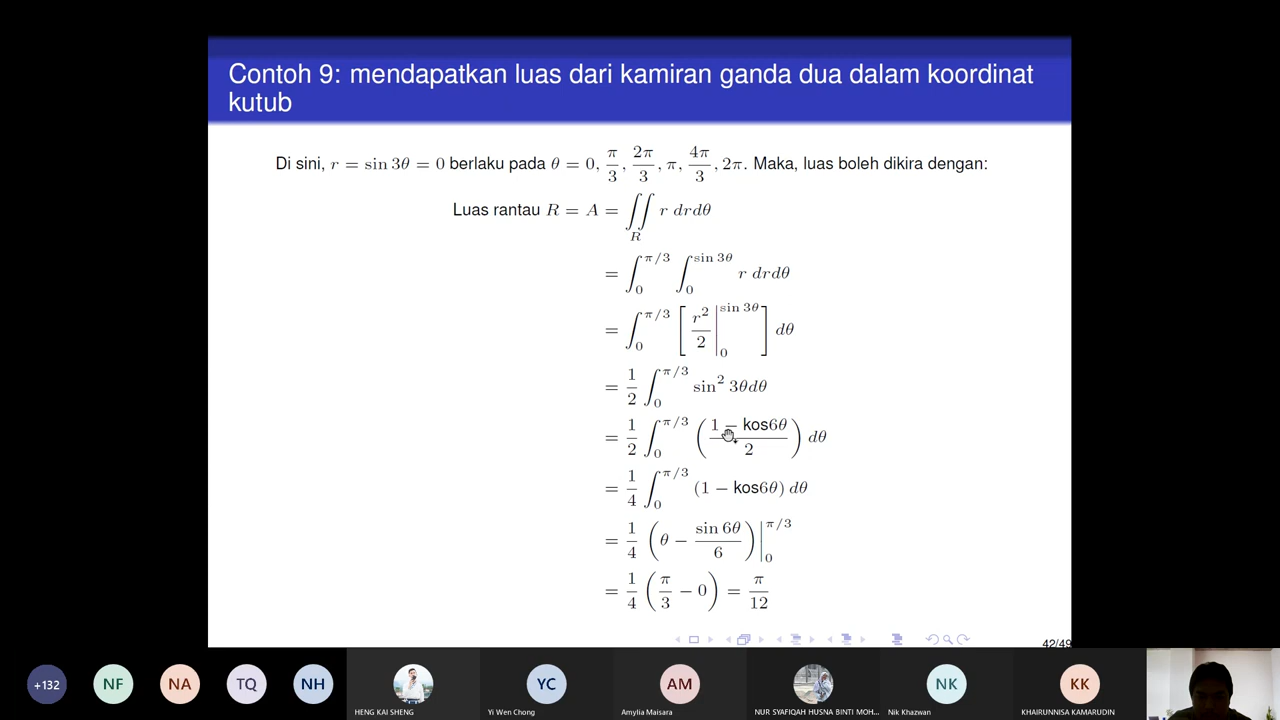 Contoh 9: mendapatkan luas dari kamiran ganda dua dalam koordinat
kutub
Di sini, r = sin 3θ = 0 berlaku pada θ = 0, π/3, 2π/3, π, 4π/3, 2π. Maka, luas boleh dikira dengan:
Luas rantau R = A = ∬_R r drdθ
= ∫_0^{π/3} ∫_0^{sin 3θ} r drdθ
= ∫_0^{π/3} [ r²/2 |_0^{sin 3θ} ] dθ
= 1/2 ∫_0^{π/3} sin² 3θdθ
= 1/2 ∫_0^{π/3} ( (1 − kos6θ)/2 ) dθ
= 1/4 ∫_0^{π/3} (1 − kos6θ) dθ
= 1/4 ( θ − sin 6θ/6 ) |_0^{π/3}
= 1/4 ( π/3 − 0 ) = π/12
42/49
+132
NF
NA
TQ
NH
YC
AM
NK
KK
HENG KAI SHENG
Yi Wen Chong
Amylia Maisara
NUR SYAFIQAH HUSNA BINTI MOH...
Nik Khazwan
KHAIRUNNISA KAMARUDIN